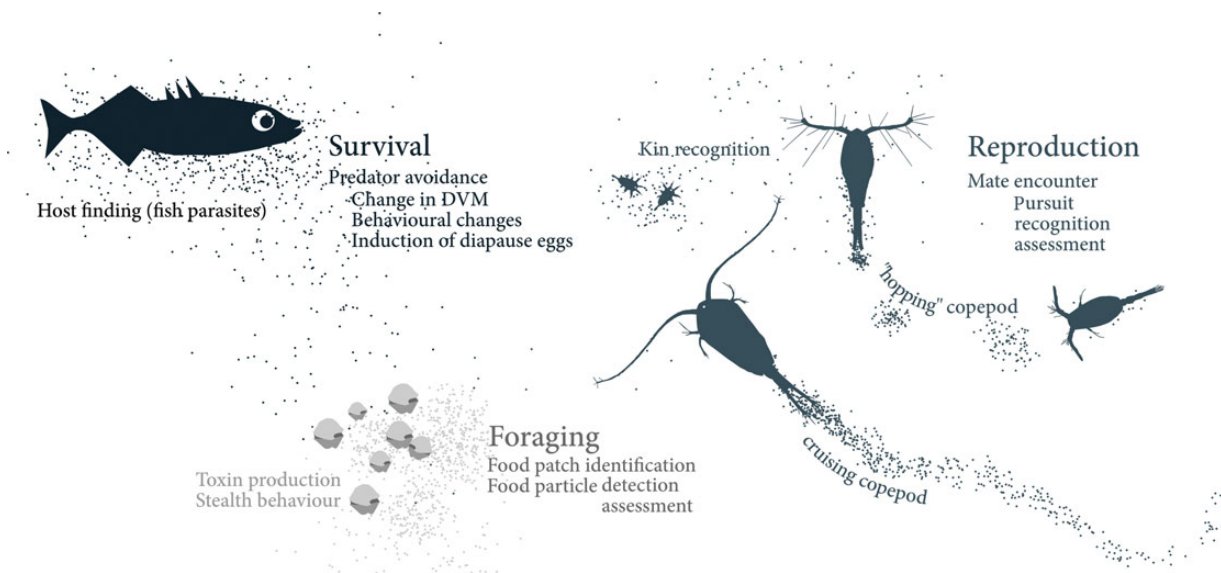 Survival
Predator avoidance
Change in DVM
Behavioural changes
Induction of diapause eggs
Host finding (fish parasites)
Kin recognition
Reproduction
Mate encounter
Pursuit
recognition
assessment
"hopping" copepod
cruising copepod
Foraging
Food patch identification
Food particle detection
assessment
Toxin production
Stealth behaviour